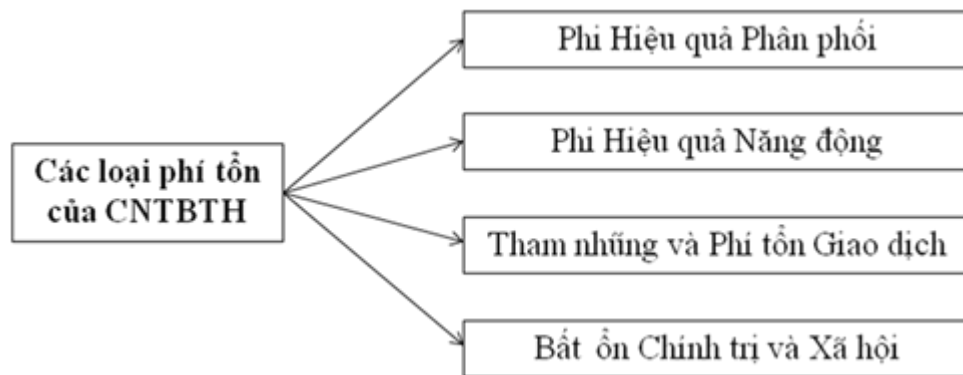 Phi Hiệu quả Phân phối
Phi Hiệu quả Năng động
Các loại phí tổn
của CNTBTH
Tham nhũng và Phí tổn Giao dịch
Bất ổn Chính trị và Xã hội